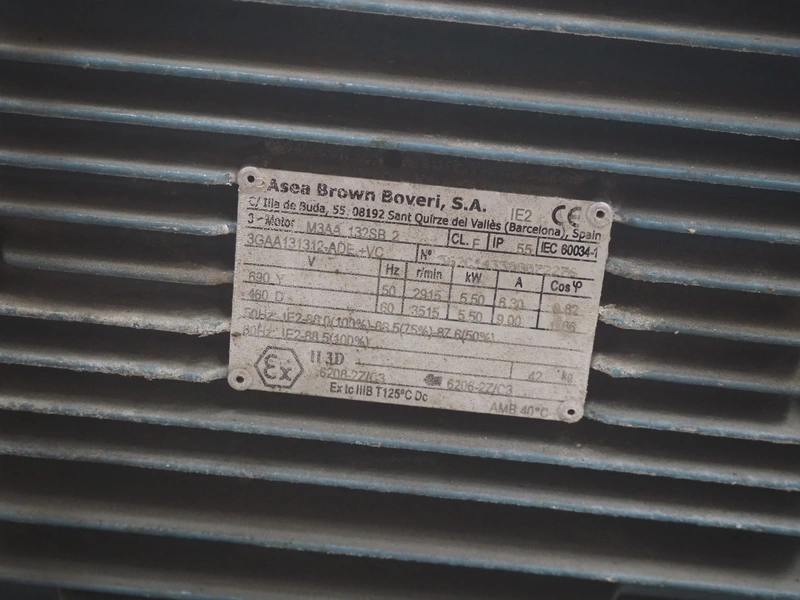 Asea Brown Boveri, S.A. IE2 CE
C/ Illa de Buda, 55. 08192 Sant Quirze del Vallès (Barcelona), Spain
3~Motor M3AA 132SB 2 CL. F IP 55 IEC 60034-1
3GAA131312-ADE +VC Nº
V Hz r/min kW A Cos φ
690 Y 50 2915 5.50 6.30 0.82
460 D 60 3515 5.50 9.00 0.86
50Hz: IE2-88.0(100%)-88.5(75%)-87.6(50%)
60Hz: IE2-88.5(100%)
Ex II 3D
6208-2Z/C3 6206-2Z/C3 42 kg
Ex tc IIIB T125°C Dc AMB 40°C